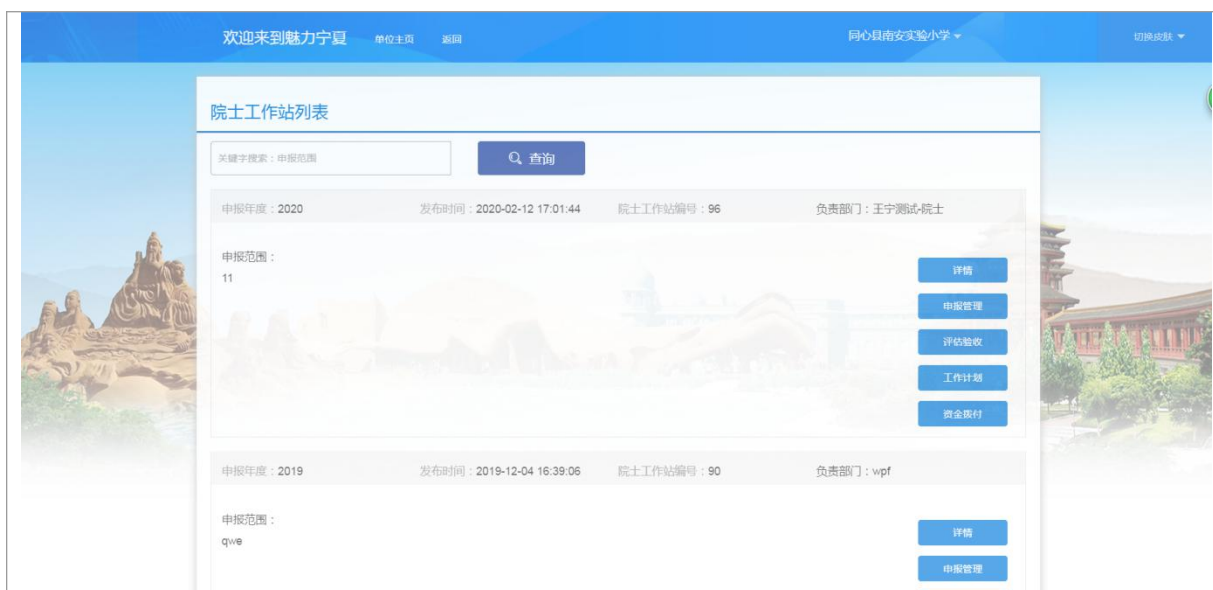 欢迎来到魅力宁夏 单位主页 返回 同心县南安实验小学 切换皮肤
院士工作站列表
关键字搜索：申报范围 查询
申报年度：2020 发布时间：2020-02-12 17:01:44 院士工作站编号：96 负责部门：王宁测试-院士
申报范围：
11
详情
申报管理
评估验收
工作计划
资金拨付
申报年度：2019 发布时间：2019-12-04 16:39:06 院士工作站编号：90 负责部门：wpf
申报范围：
qwe
详情
申报管理